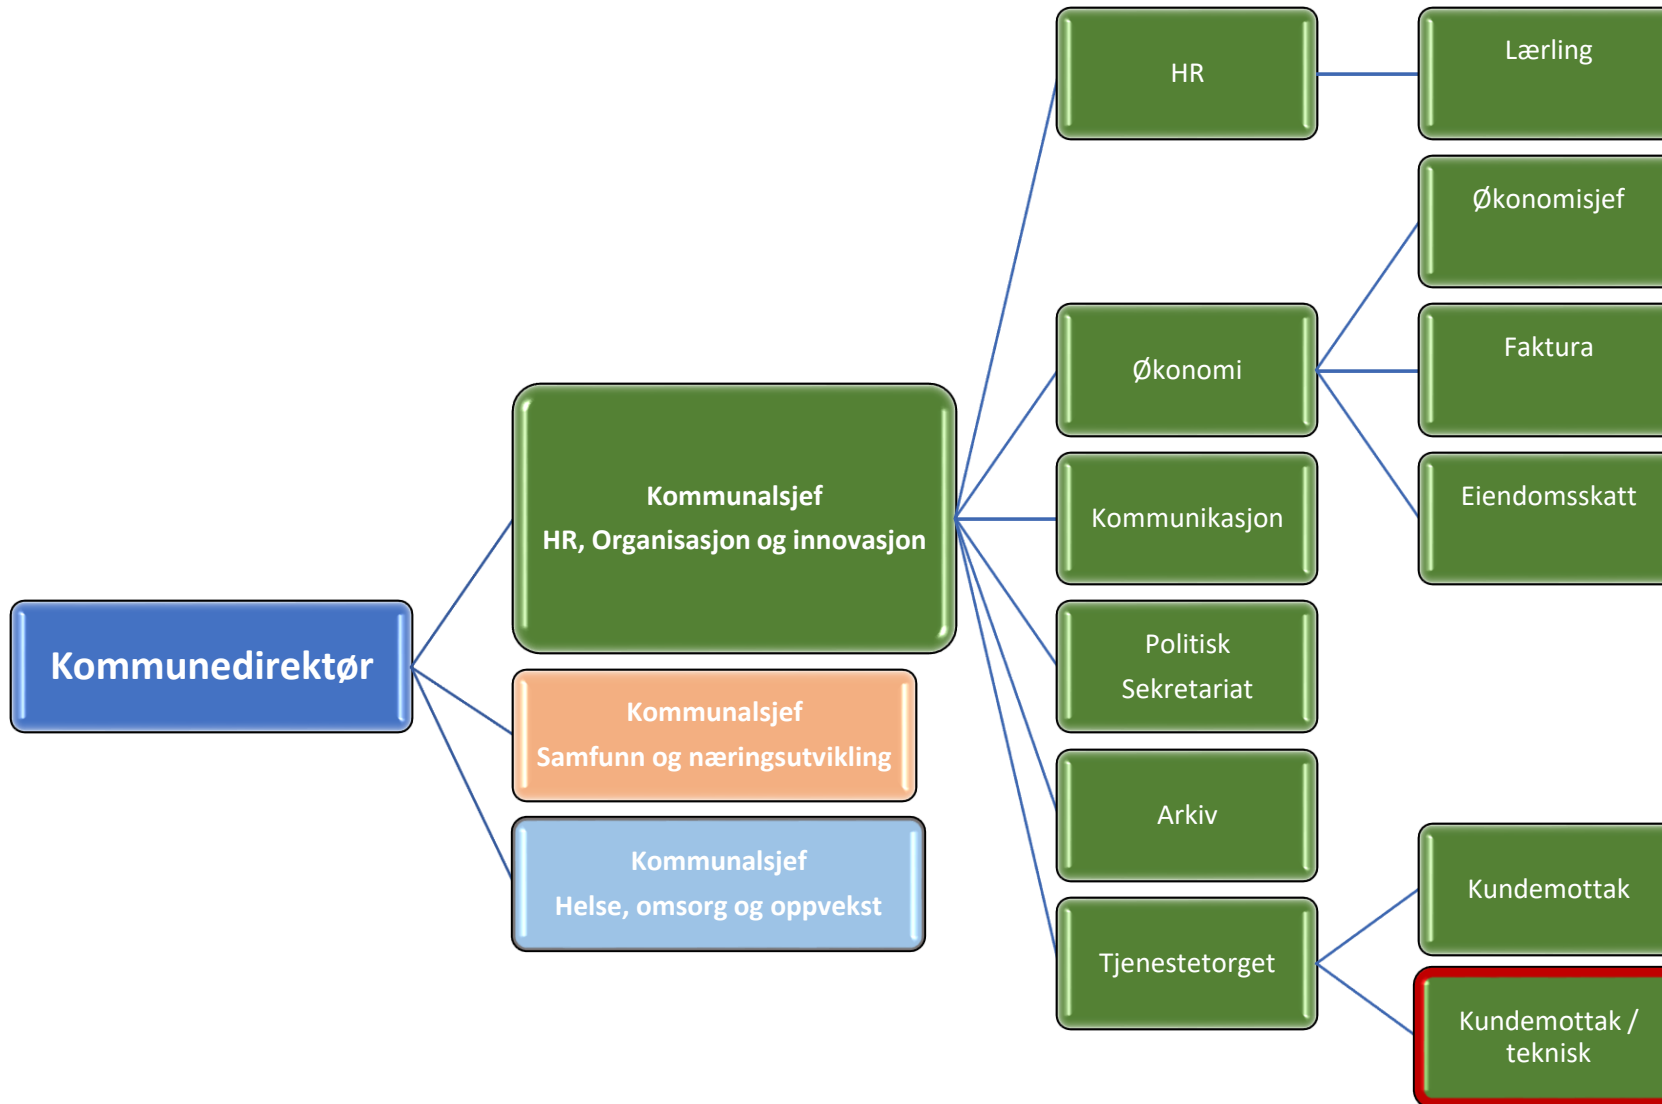 Kommunedirektør
Kommunalsjef
HR, Organisasjon og innovasjon
Kommunalsjef
Samfunn og næringsutvikling
Kommunalsjef
Helse, omsorg og oppvekst
HR
Økonomi
Kommunikasjon
Politisk
Sekretariat
Arkiv
Tjenestetorget
Lærling
Økonomisjef
Faktura
Eiendomsskatt
Kundemottak
Kundemottak /
teknisk